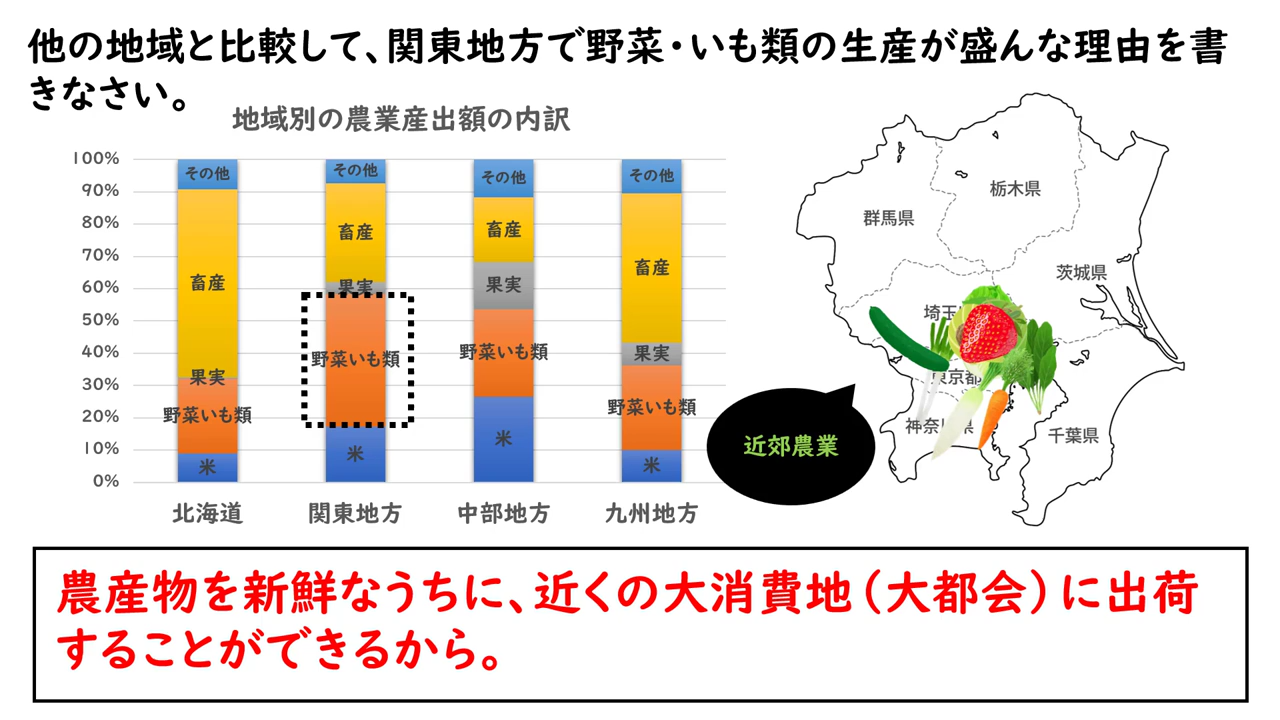 他の地域と比較して、関東地方で野菜・いも類の生産が盛んな理由を書
きなさい。
地域別の農業産出額の内訳
100%
90%
80%
70%
60%
50%
40%
30%
20%
10%
0%
その他
畜産
果実
野菜いも類
米
北海道
その他
畜産
果実
野菜いも類
米
関東地方
その他
畜産
果実
野菜いも類
米
中部地方
その他
畜産
果実
野菜いも類
米
九州地方
群馬県
栃木県
茨城県
埼玉
東京都
神奈川県
千葉県
近郊農業
農産物を新鮮なうちに、近くの大消費地（大都会）に出荷
することができるから。